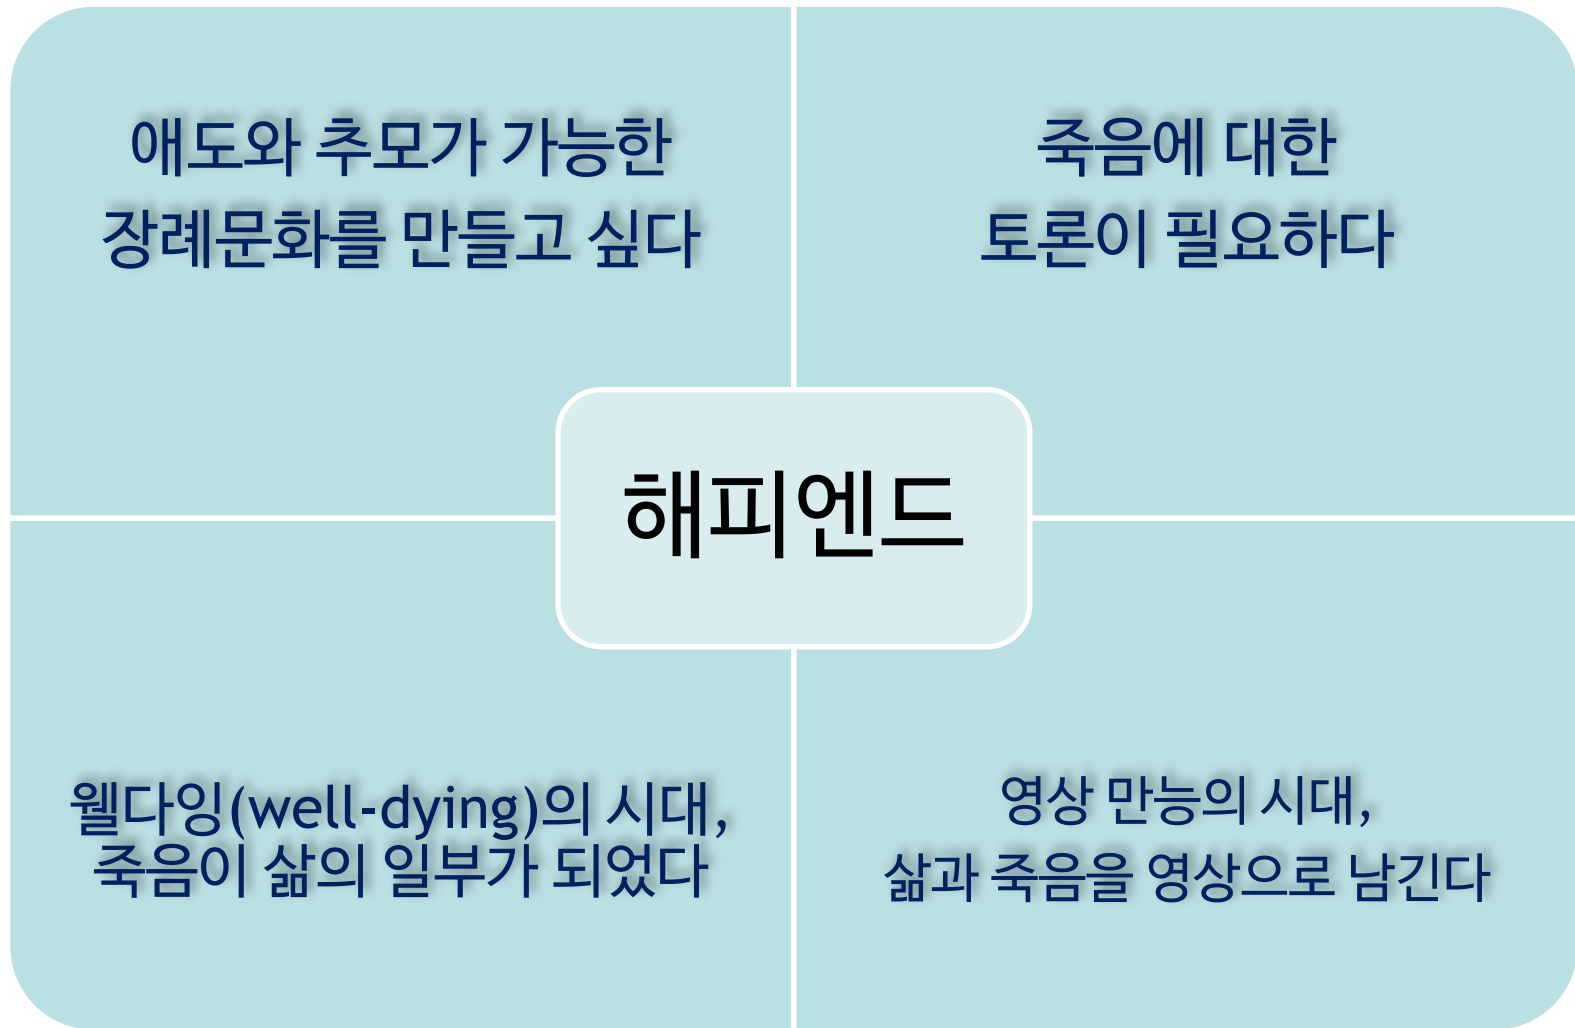 애도와 추모가 가능한
장례문화를 만들고 싶다
죽음에 대한
토론이 필요하다
해피엔드
웰다잉(well-dying)의 시대,
죽음이 삶의 일부가 되었다
영상 만능의 시대,
삶과 죽음을 영상으로 남긴다